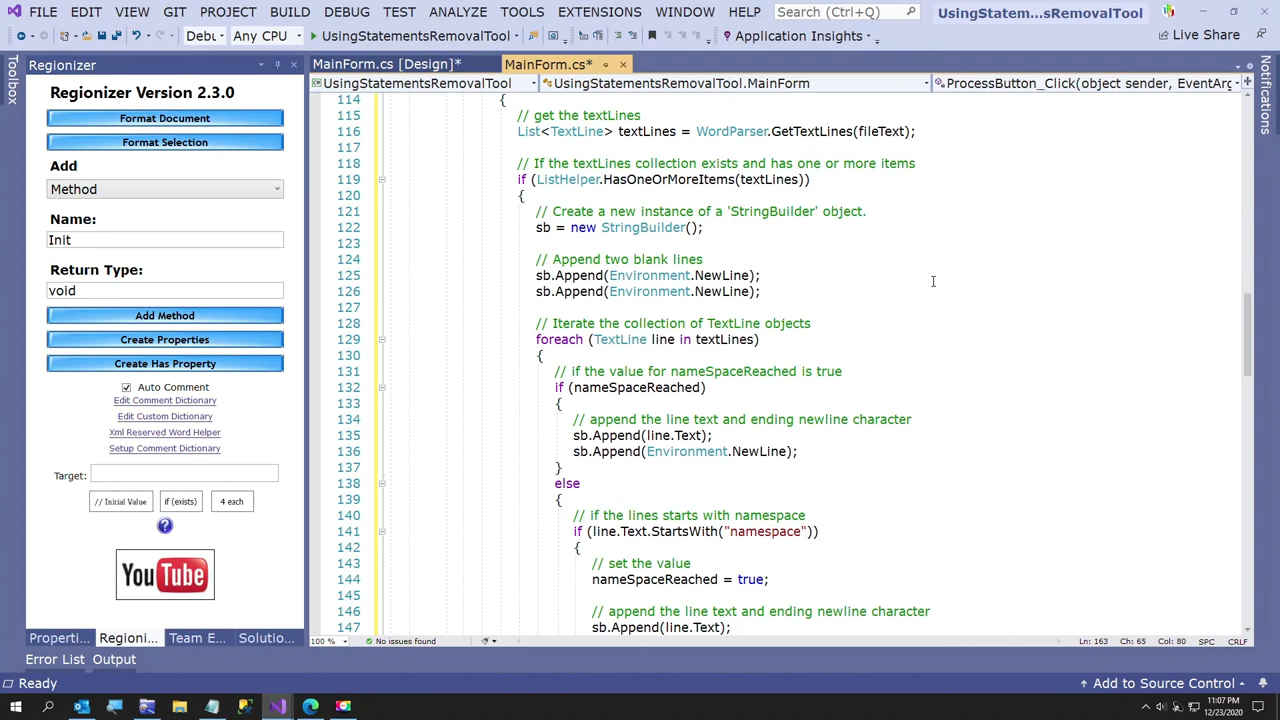 FILE EDIT VIEW GIT PROJECT BUILD DEBUG TEST ANALYZE TOOLS EXTENSIONS WINDOW HELP Search (Ctrl+Q) UsingStatem...sRemovalTool
Debu Any CPU UsingStatementsRemovalTool Application Insights Live Share
Toolbox
Regionizer
Regionizer Version 2.3.0
Format Document
Format Selection
Add
Method
Name:
Init
Return Type:
void
Add Method
Create Properties
Create Has Property
Auto Comment
Edit Comment Dictionary
Edit Custom Dictionary
Xml Reserved Word Helper
Setup Comment Dictionary
Target:
// Initial Value if (exists) 4 each
?
YouTube
Properti... Regioni... Team E... Solutio...
MainForm.cs [Design]* MainForm.cs*
UsingStatementsRemovalTool UsingStatementsRemovalTool.MainForm ProcessButton_Click(object sender, EventArg
114 {
115 // get the textLines
116 List<TextLine> textLines = WordParser.GetTextLines(fileText);
117
118 // If the textLines collection exists and has one or more items
119 if (ListHelper.HasOneOrMoreItems(textLines))
120 {
121 // Create a new instance of a 'StringBuilder' object.
122 sb = new StringBuilder();
123
124 // Append two blank lines
125 sb.Append(Environment.NewLine);
126 sb.Append(Environment.NewLine);
127
128 // Iterate the collection of TextLine objects
129 foreach (TextLine line in textLines)
130 {
131 // if the value for nameSpaceReached is true
132 if (nameSpaceReached)
133 {
134 // append the line text and ending newline character
135 sb.Append(line.Text);
136 sb.Append(Environment.NewLine);
137 }
138 else
139 {
140 // if the lines starts with namespace
141 if (line.Text.StartsWith("namespace"))
142 {
143 // set the value
144 nameSpaceReached = true;
145
146 // append the line text and ending newline character
147 sb.Append(line.Text);
100 % No issues found Ln: 163 Ch: 65 Col: 80 SPC CRLF
Error List Output
Ready Add to Source Control
11:07 PM
12/23/2020